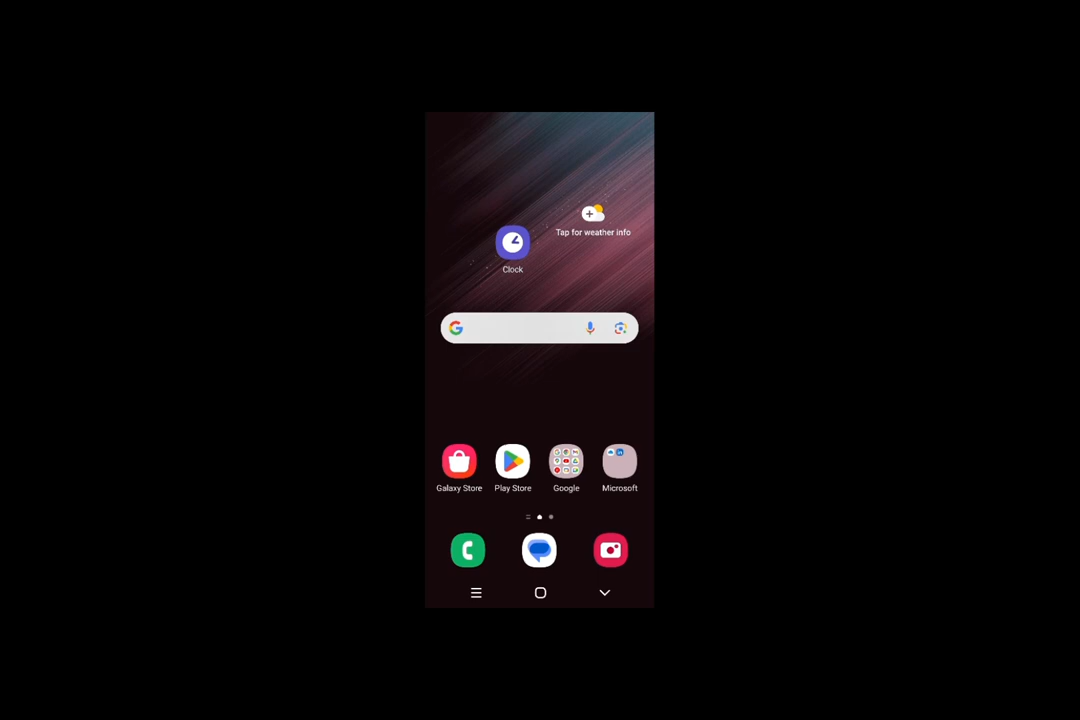 Tap for weather info
Clock
Galaxy Store
Play Store
Google
Microsoft